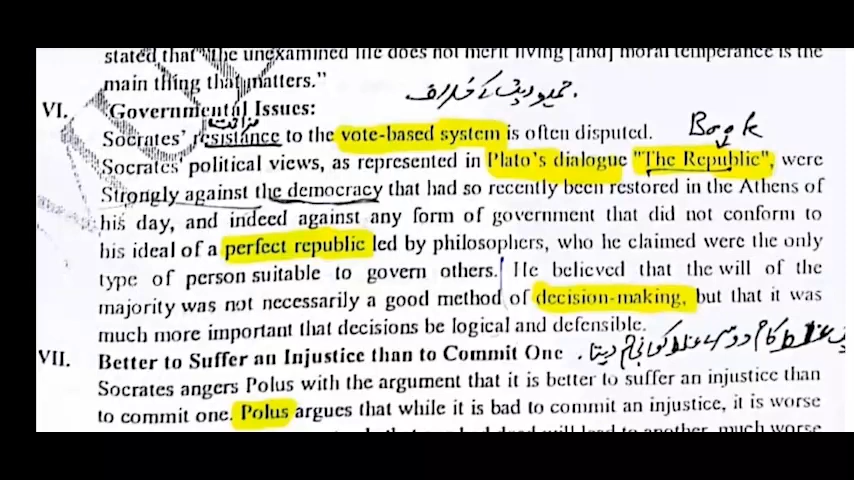 stated that "the unexamined life does not merit living [and] moral temperance is the
main thing that matters."
جمہوریت کے خلاف
VI. Governmental Issues:
مزاحمت
Socrates' resistance to the vote-based system is often disputed.
Book
Socrates' political views, as represented in Plato's dialogue "The Republic", were
Strongly against the democracy that had so recently been restored in the Athens of
his day, and indeed against any form of government that did not conform to
his ideal of a perfect republic led by philosophers, who he claimed were the only
type of person suitable to govern others. He believed that the will of the
majority was not necessarily a good method of decision-making, but that it was
much more important that decisions be logical and defensible.
VII. Better to Suffer an Injustice than to Commit One.
Socrates angers Polus with the argument that it is better to suffer an injustice than
to commit one. Polus argues that while it is bad to commit an injustice, it is worse
will lead to another, much worse